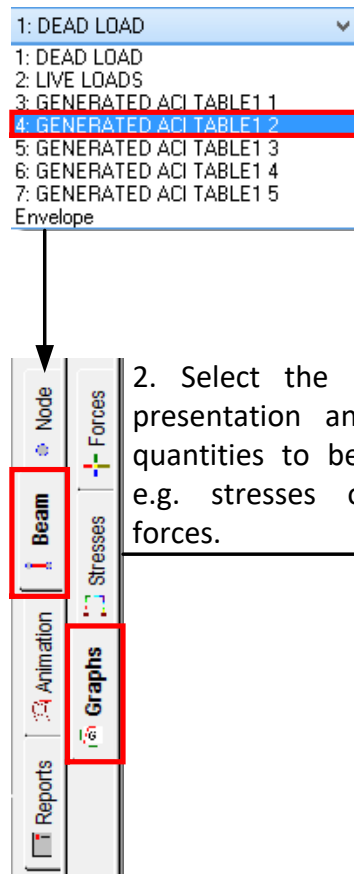 1: DEAD LOAD
1: DEAD LOAD
2: LIVE LOADS
3: GENERATED ACI TABLE1 1
4: GENERATED ACI TABLE1 2
5: GENERATED ACI TABLE1 3
6: GENERATED ACI TABLE1 4
7: GENERATED ACI TABLE1 5
Envelope
2. Select the
presentation
quantities to
e.g. stresses
forces.
Node
Beam
Animation
Reports
Forces
Stresses
Graphs